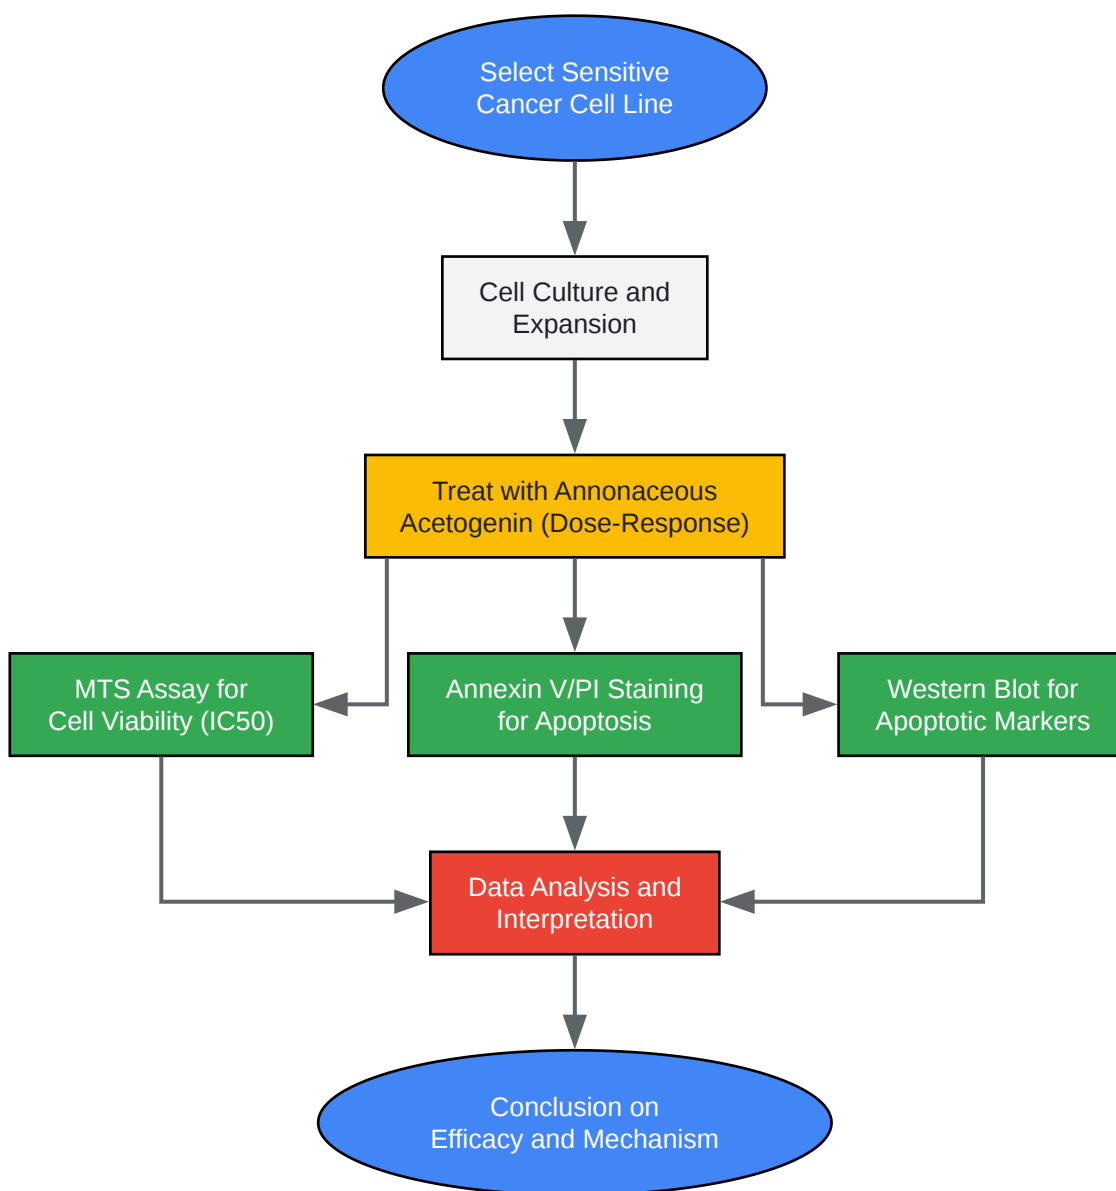 Select Sensitive
Cancer Cell Line
Cell Culture and
Expansion
Treat with Annonaceous
Acetogenin (Dose-Response)
MTS Assay for
Cell Viability (IC50)
Annexin V/PI Staining
for Apoptosis
Western Blot for
Apoptotic Markers
Data Analysis and
Interpretation
Conclusion on
Efficacy and Mechanism